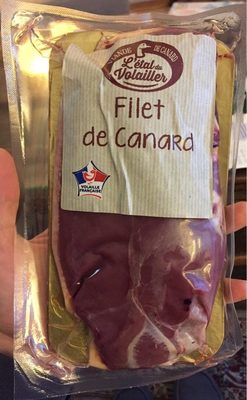 VIANDE DE CANARD
L'étal du
Volailler
Filet
de Canard
VOLAILLE
FRANÇAISE